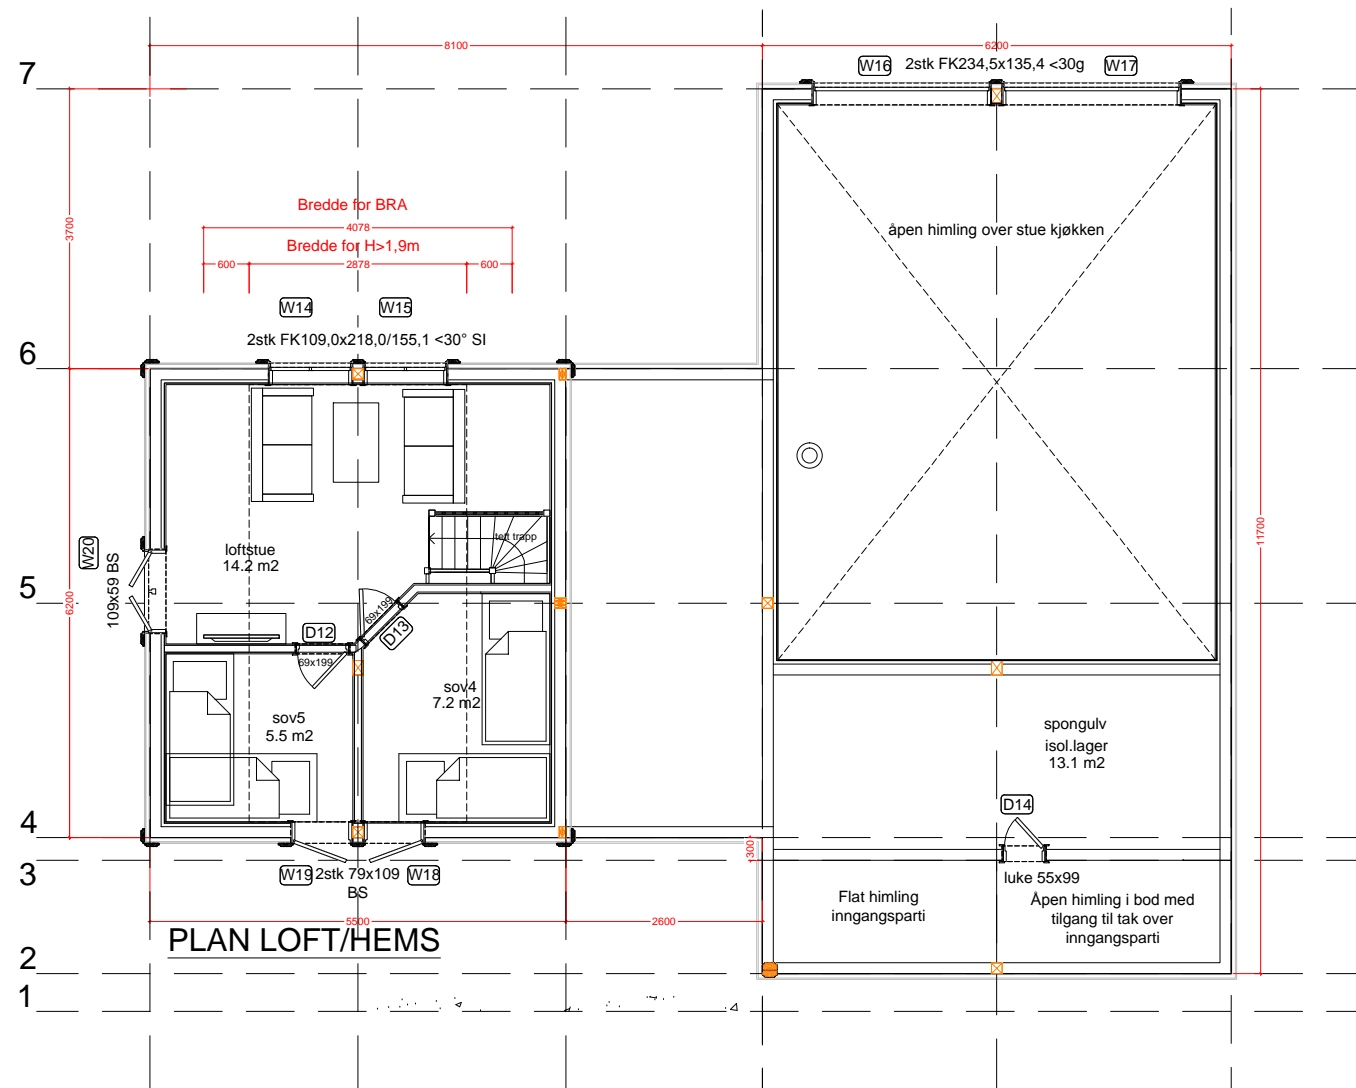 8100
6200
W16
2stk FK234,5x135,4 <30g
W17
7
3700
Bredde for BRA
4078
Bredde for H>1,9m
600
2878
600
åpen himling over stue kjøkken
W14
W15
2stk FK109,0x218,0/155,1 <30° SI
6
W20
109x59 BS
loftstue
14.2 m2
tett trapp
11700
5
6200
69x199
D13
D12
69x199
sov4
7.2 m2
sov5
5.5 m2
spongulv
isol.lager
13.1 m2
D14
4
300
3
W19
2stk 79x109
BS
W18
luke 55x99
Flat himling
inngangsparti
Åpen himling i bod med
tilgang til tak over
inngangsparti
5500
2600
PLAN LOFT/HEMS
2
1